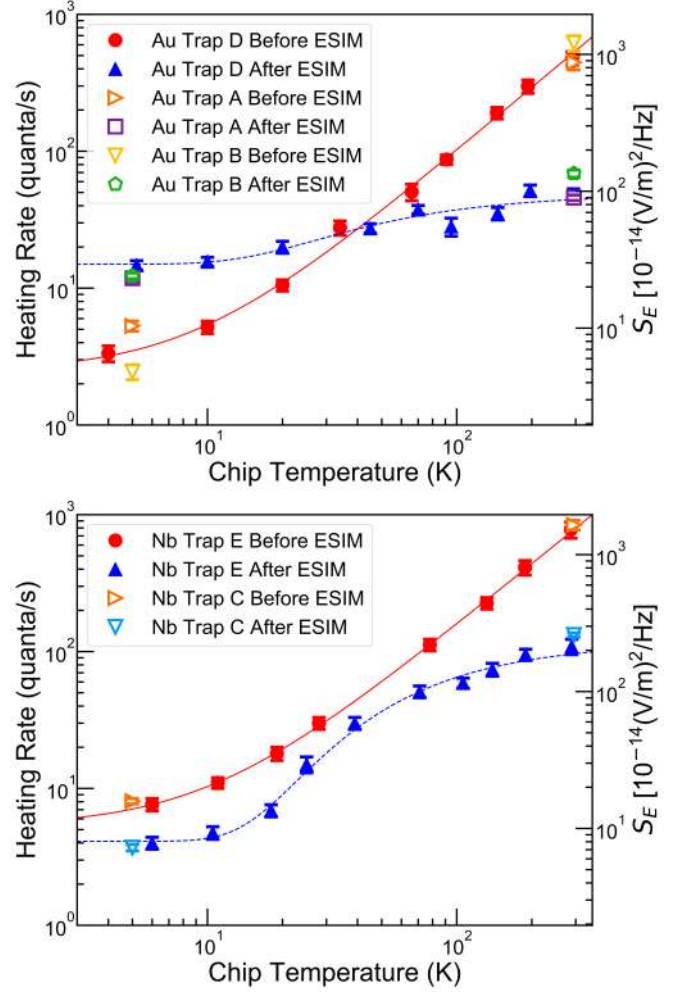 10³
Au Trap D Before ESIM
Au Trap D After ESIM
Au Trap A Before ESIM
Au Trap A After ESIM
Au Trap B Before ESIM
Au Trap B After ESIM
10²
10¹
10⁰
Heating Rate (quanta/s)
10³
10²
10¹
S_E [10⁻¹⁴(V/m)²/Hz]
10¹
10²
Chip Temperature (K)
10³
Nb Trap E Before ESIM
Nb Trap E After ESIM
Nb Trap C Before ESIM
Nb Trap C After ESIM
10²
10¹
10⁰
Heating Rate (quanta/s)
10³
10²
10¹
S_E [10⁻¹⁴(V/m)²/Hz]
10¹
10²
Chip Temperature (K)